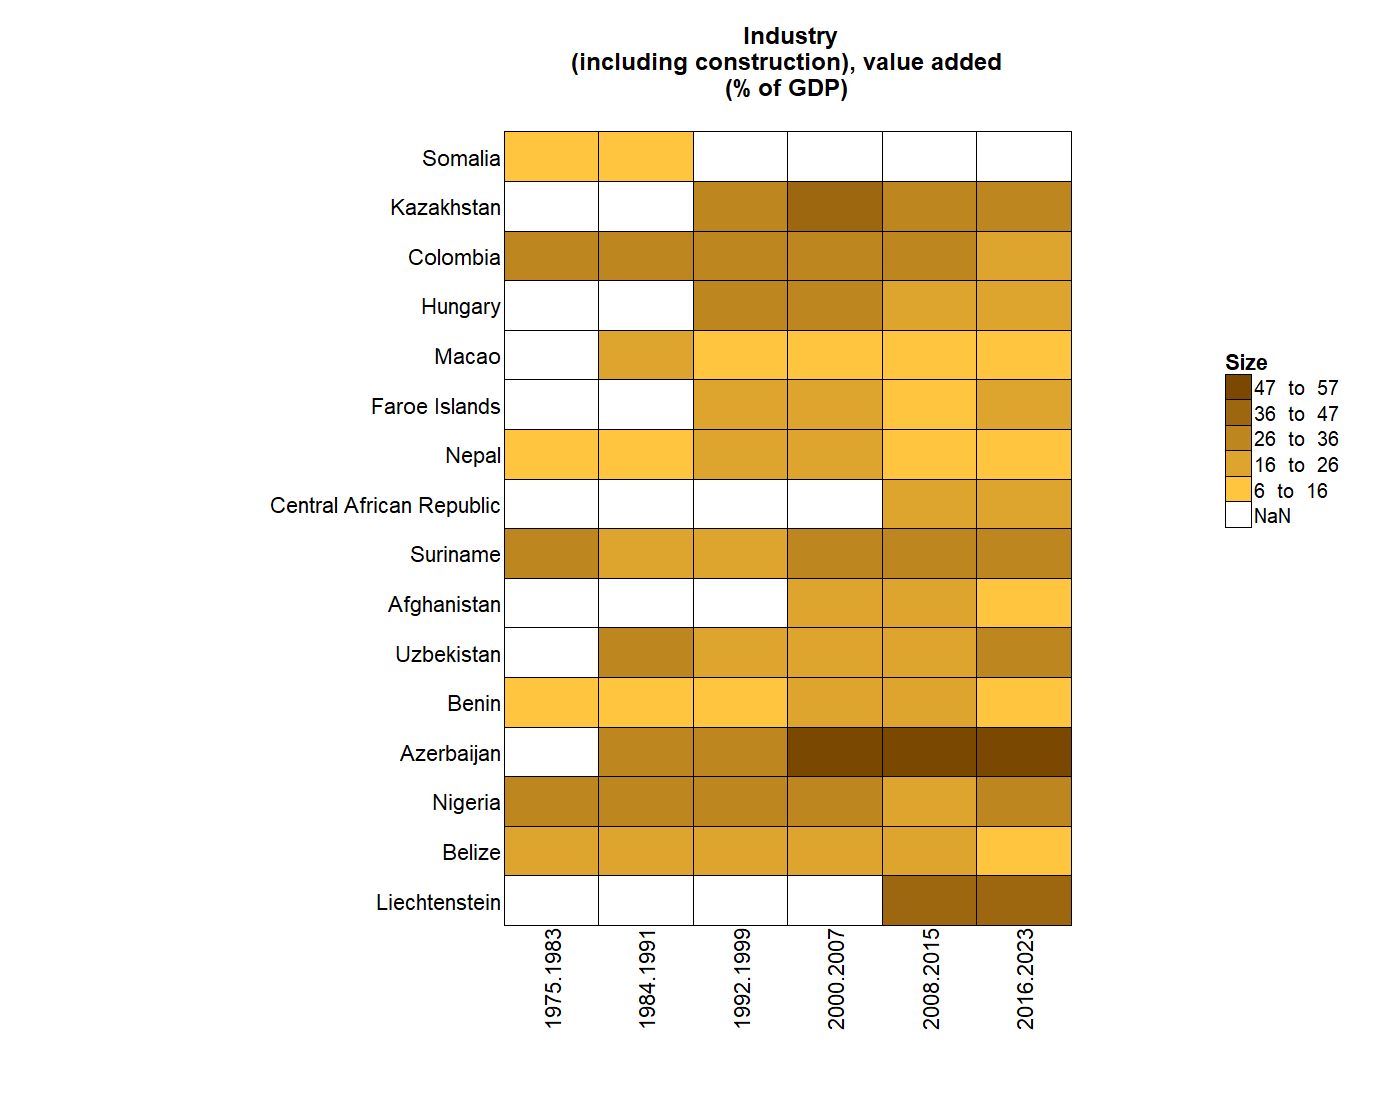 Industry
(including construction), value added
(% of GDP)
Somalia
Kazakhstan
Colombia
Hungary
Macao
Faroe Islands
Nepal
Central African Republic
Suriname
Afghanistan
Uzbekistan
Benin
Azerbaijan
Nigeria
Belize
Liechtenstein
1975.1983
1984.1991
1992.1999
2000.2007
2008.2015
2016.2023
Size
47 to 57
36 to 47
26 to 36
16 to 26
6 to 16
NaN